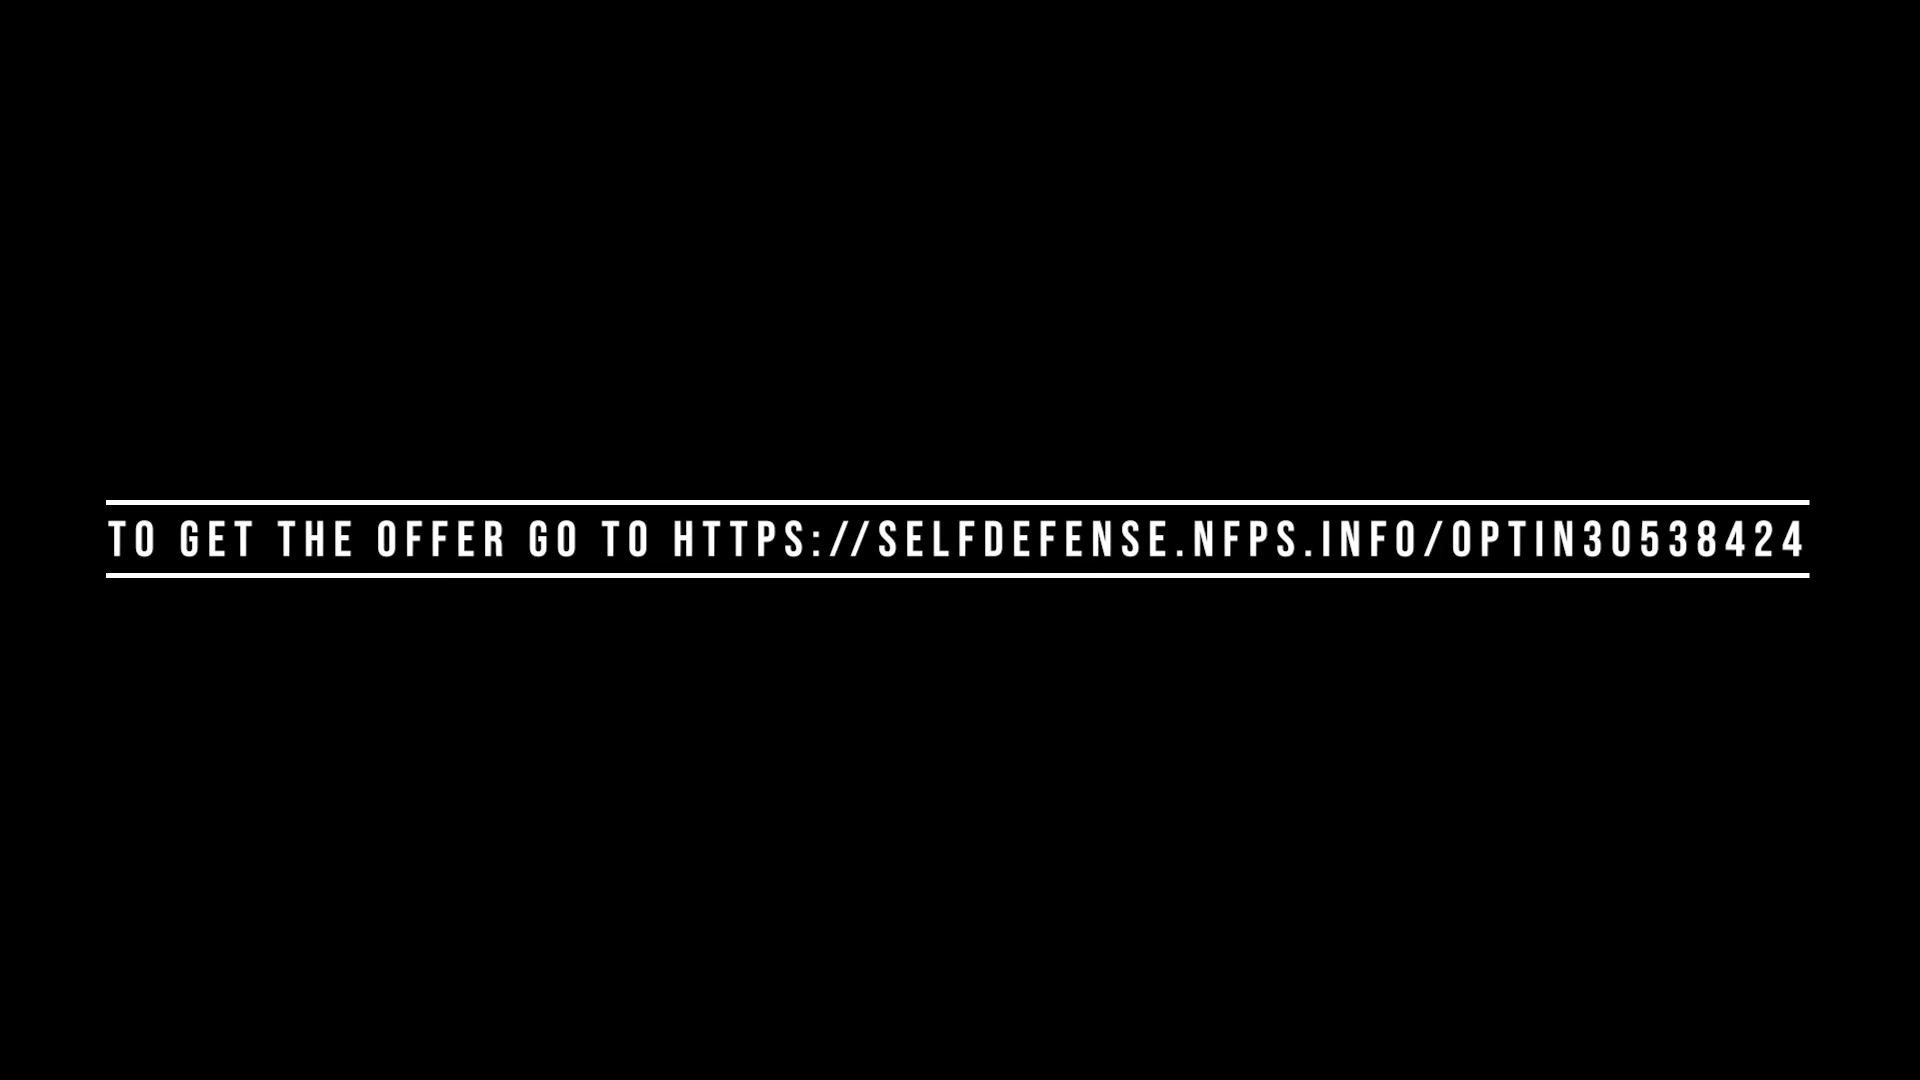 TO GET THE OFFER GO TO HTTPS://SELFDEFENSE.NFPS.INFO/OPTIN30538424